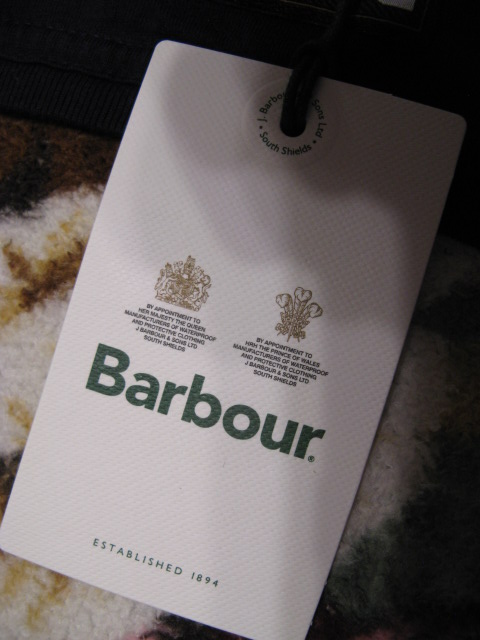 J. Barbour Sons Ltd
• South Shields •
BY APPOINTMENT TO
HER MAJESTY THE QUEEN
MANUFACTURERS OF WATERPROOF
AND PROTECTIVE CLOTHING
J BARBOUR & SONS LTD
SOUTH SHIELDS
BY APPOINTMENT TO
HRH THE PRINCE OF WALES
MANUFACTURERS OF WATERPROOF
AND PROTECTIVE CLOTHING
J BARBOUR & SONS LTD
SOUTH SHIELDS
Barbour®
ESTABLISHED 1894